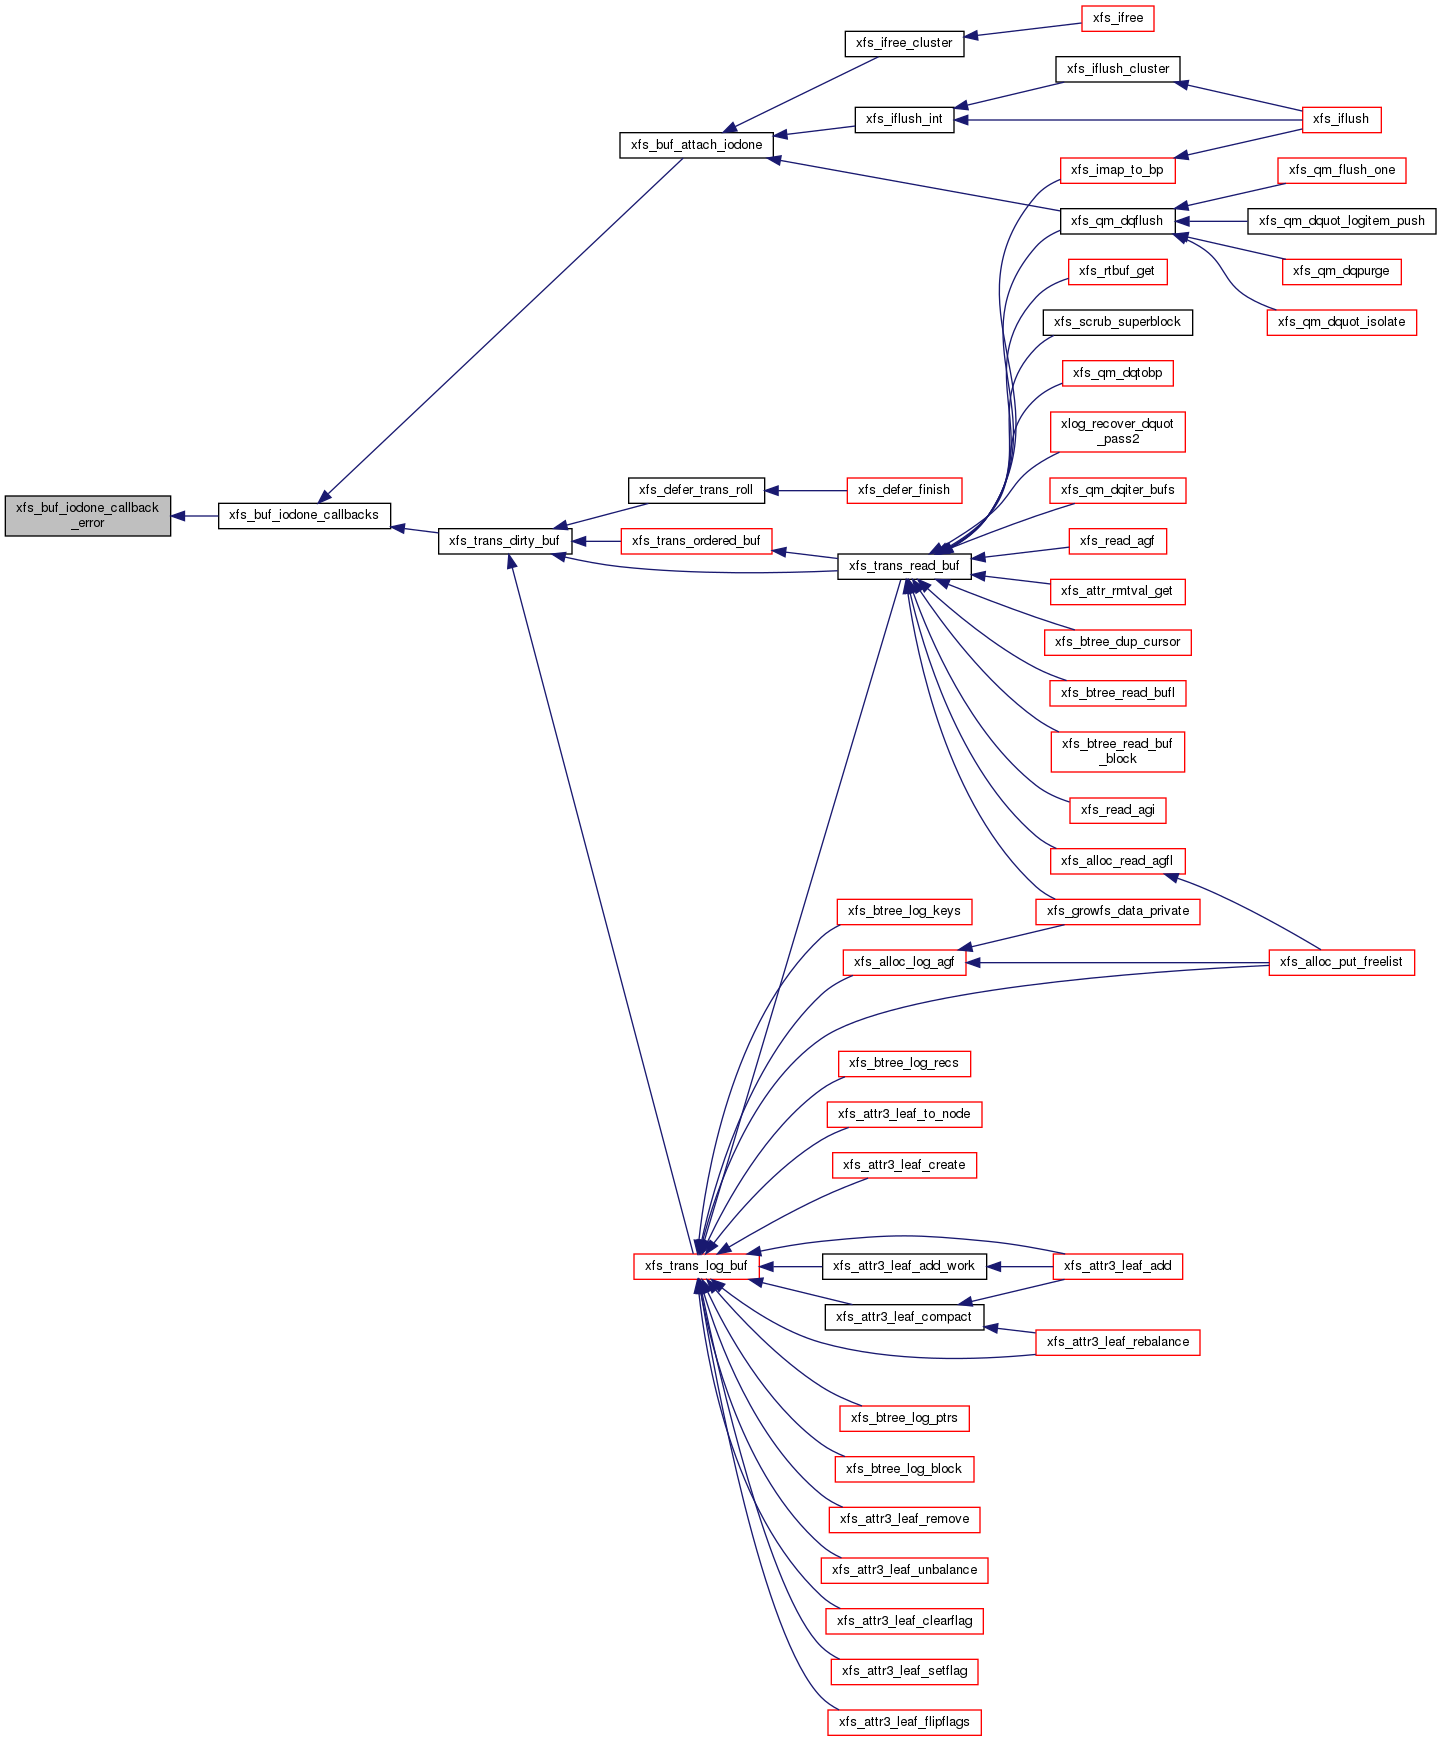 xfs_ifree
xfs_ifree_cluster
xfs_iflush_cluster
xfs_iflush_int
xfs_iflush
xfs_buf_attach_iodone
xfs_imap_to_bp
xfs_qm_flush_one
xfs_qm_dqflush
xfs_qm_dquot_logitem_push
xfs_rtbuf_get
xfs_qm_dqpurge
xfs_scrub_superblock
xfs_qm_dquot_isolate
xfs_qm_dqtobp
xlog_recover_dquot
_pass2
xfs_defer_trans_roll
xfs_defer_finish
xfs_qm_dqiter_bufs
xfs_buf_iodone_callback
_error
xfs_buf_iodone_callbacks
xfs_trans_dirty_buf
xfs_trans_ordered_buf
xfs_read_agf
xfs_trans_read_buf
xfs_attr_rmtval_get
xfs_btree_dup_cursor
xfs_btree_read_bufl
xfs_btree_read_buf
_block
xfs_read_agi
xfs_alloc_read_agfl
xfs_btree_log_keys
xfs_growfs_data_private
xfs_alloc_log_agf
xfs_alloc_put_freelist
xfs_btree_log_recs
xfs_attr3_leaf_to_node
xfs_attr3_leaf_create
xfs_trans_log_buf
xfs_attr3_leaf_add_work
xfs_attr3_leaf_add
xfs_attr3_leaf_compact
xfs_attr3_leaf_rebalance
xfs_btree_log_ptrs
xfs_btree_log_block
xfs_attr3_leaf_remove
xfs_attr3_leaf_unbalance
xfs_attr3_leaf_clearflag
xfs_attr3_leaf_setflag
xfs_attr3_leaf_flipflags